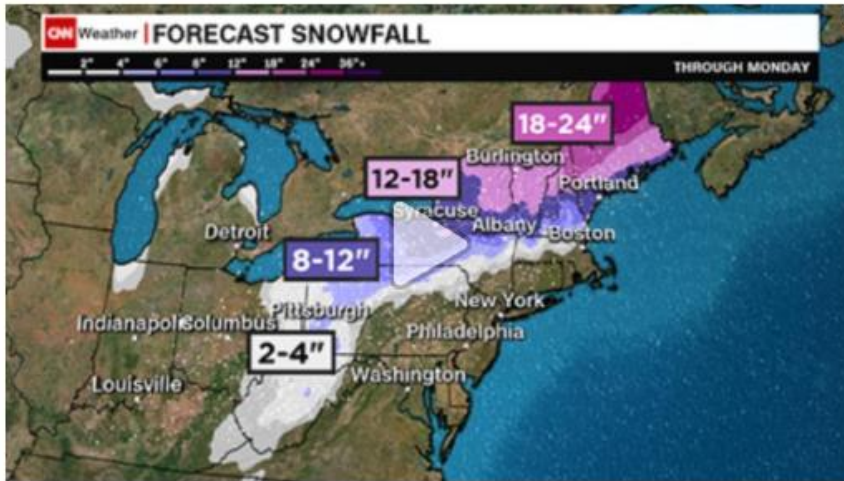 CNN Weather FORECAST SNOWFALL
2" 4" 6" 8" 12" 18" 24" 36"+
THROUGH MONDAY
18-24"
Burlington
12-18"
Portland
Syracuse
Albany
Boston
Detroit
8-12"
New York
Pittsburgh
Indianapolis
Columbus
Philadelphia
2-4"
Washington
Louisville